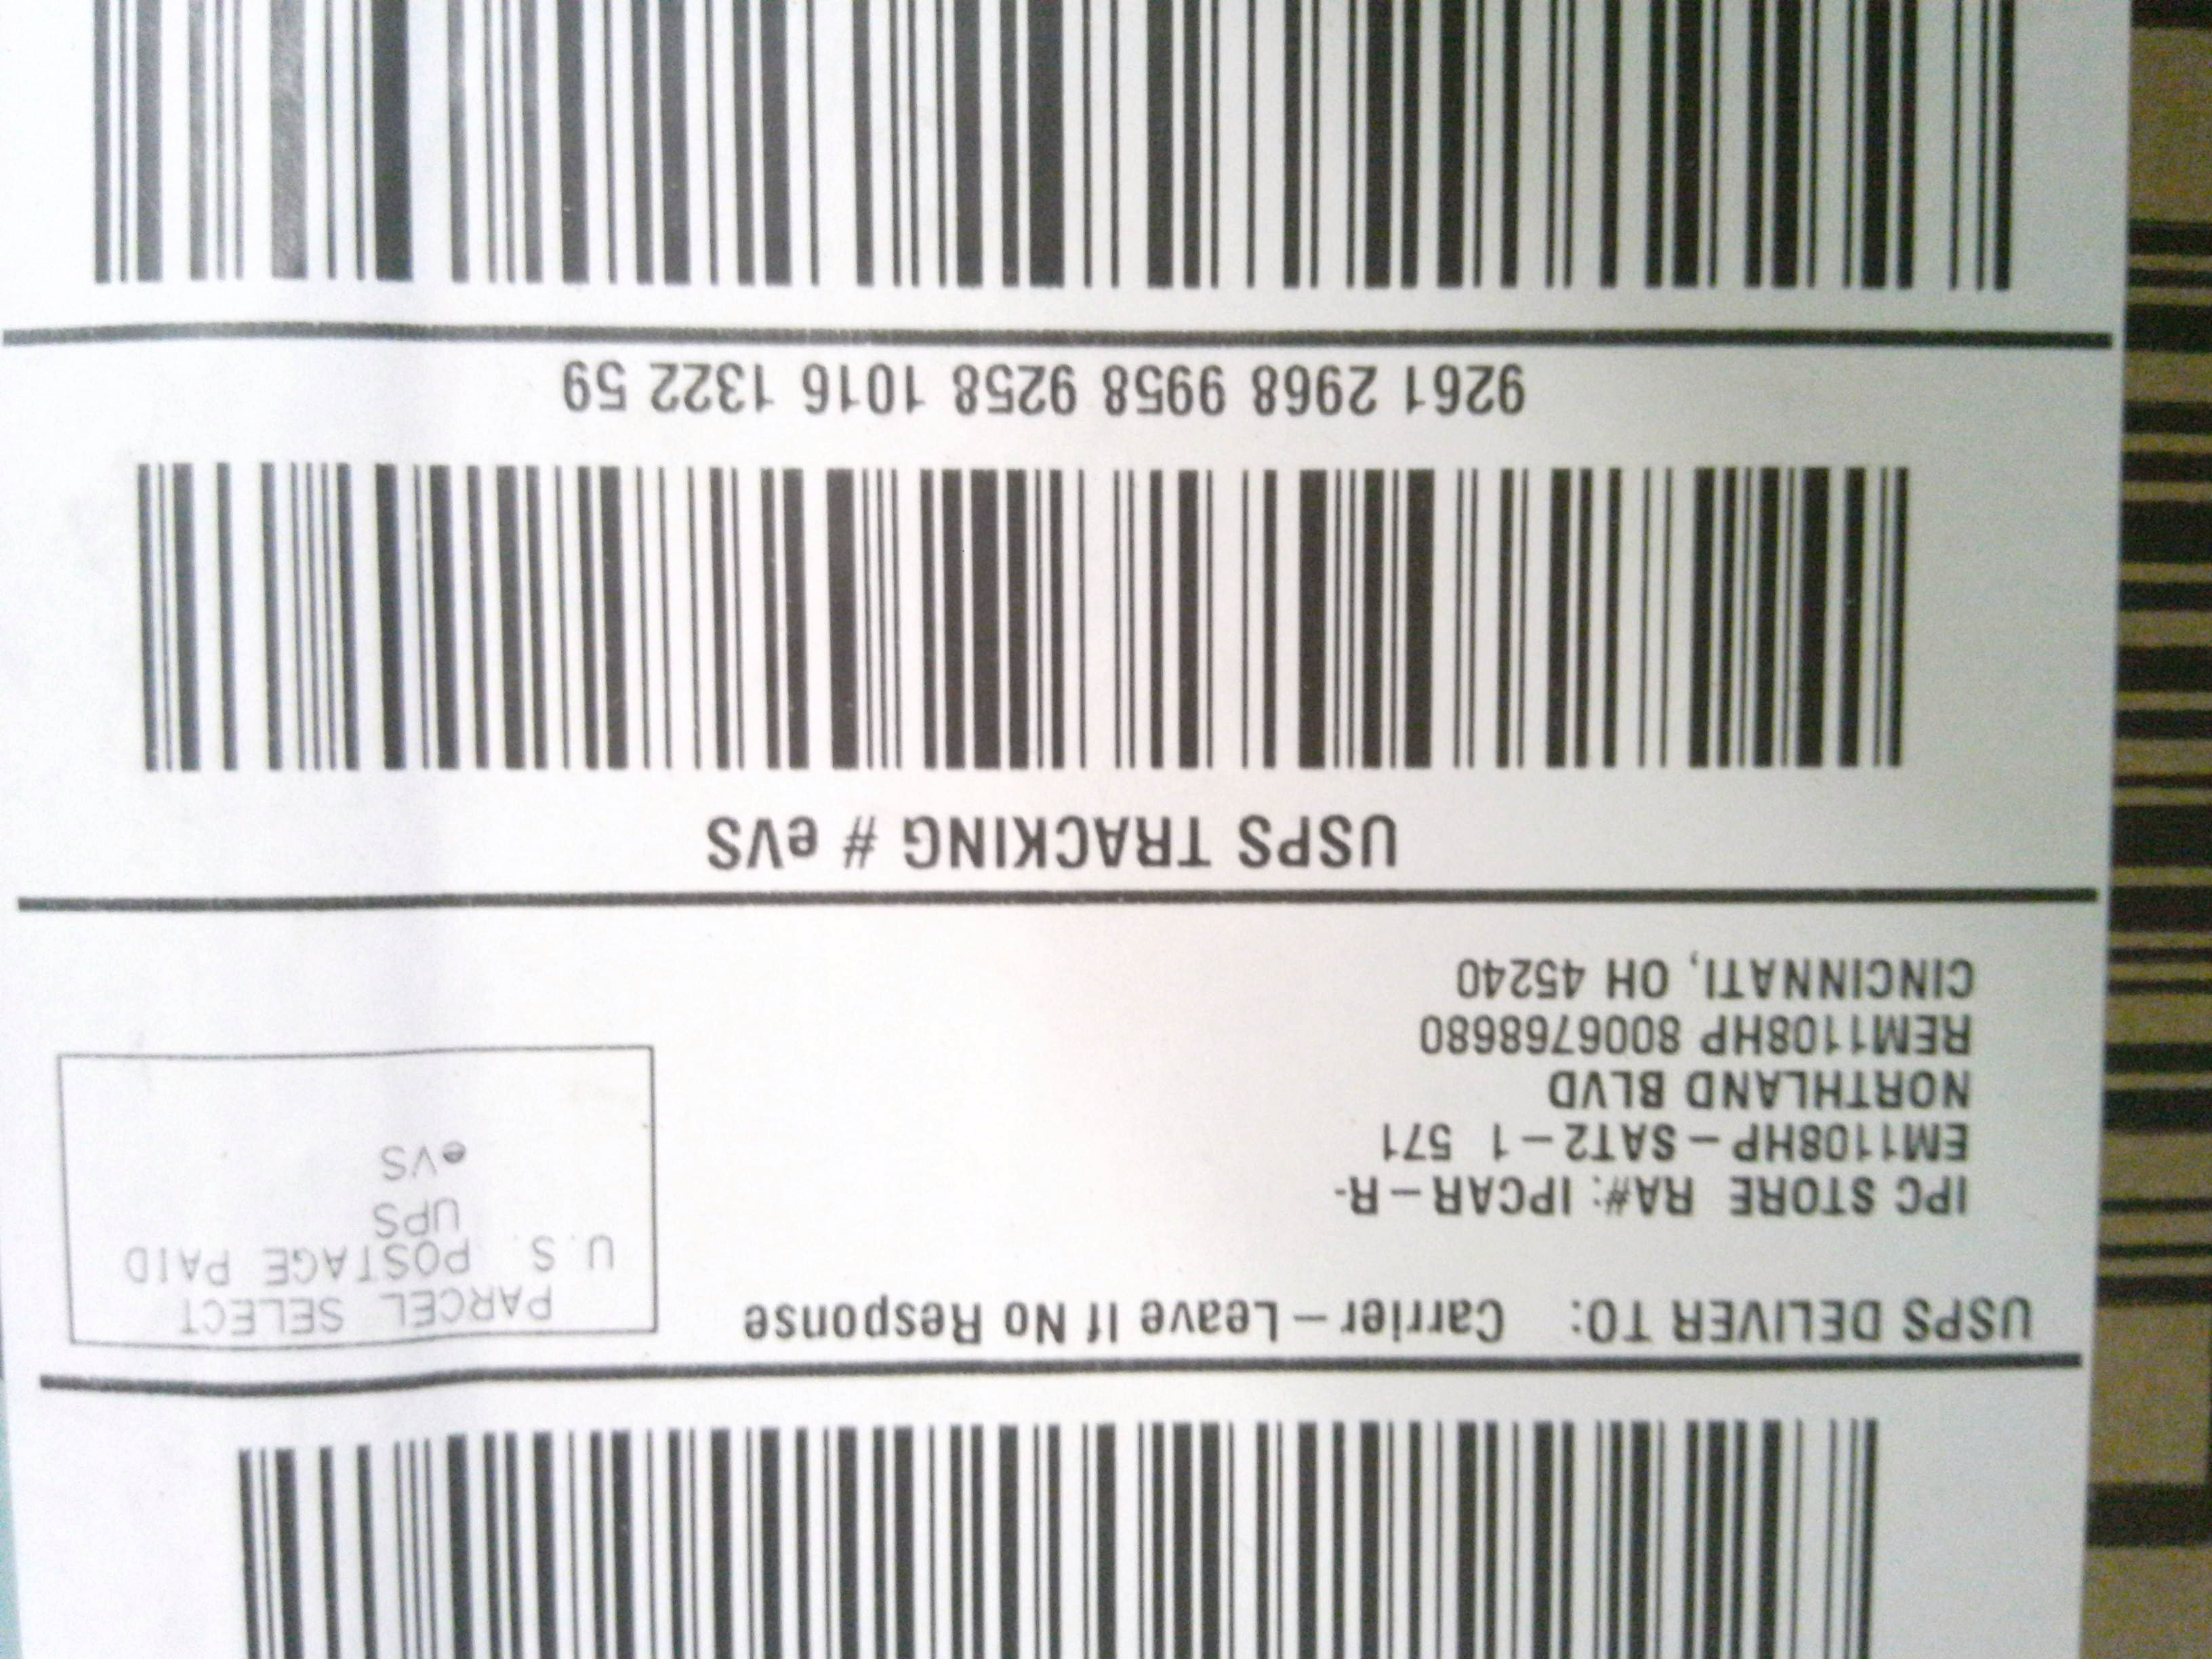 USPS DELIVER TO: Carrier – Leave If No Response
IPC STORE RA#: IPCAR – R-
EM1108HP – SAT2 – 1 571
NORTHLAND BLVD
REM1108HP 8006768680
CINCINNATI, OH 45240
PARCEL SELECT
U.S. POSTAGE PAID
UPS
eVS
USPS TRACKING # eVS
9261 2968 9958 9258 1016 1322 59